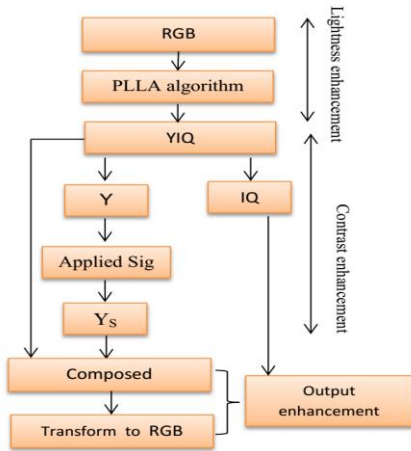 RGB
PLLA algorithm
YIQ
Y
IQ
Applied Sig
Ys
Composed
Transform to RGB
Output
enhancement
Lightness enhancement
Contrast enhancement